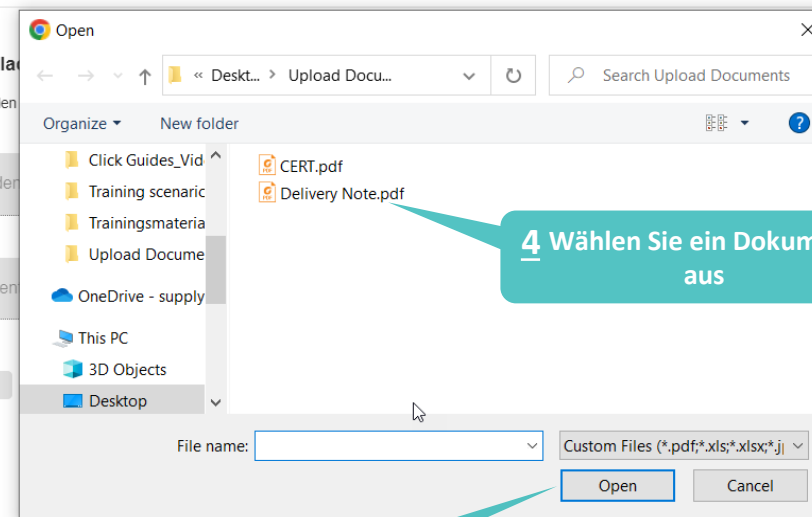 Open
Deskt... > Upload Docu...
Search Upload Documents
Organize
New folder
Click Guides_Vid
Training scenaric
Trainingsmateria
Upload Docume
OneDrive - supply
This PC
3D Objects
Desktop
CERT.pdf
Delivery Note.pdf
4 Wählen Sie ein Dokum
aus
File name:
Custom Files (*.pdf;*.xls;*.xlsx;*.j
Open
Cancel